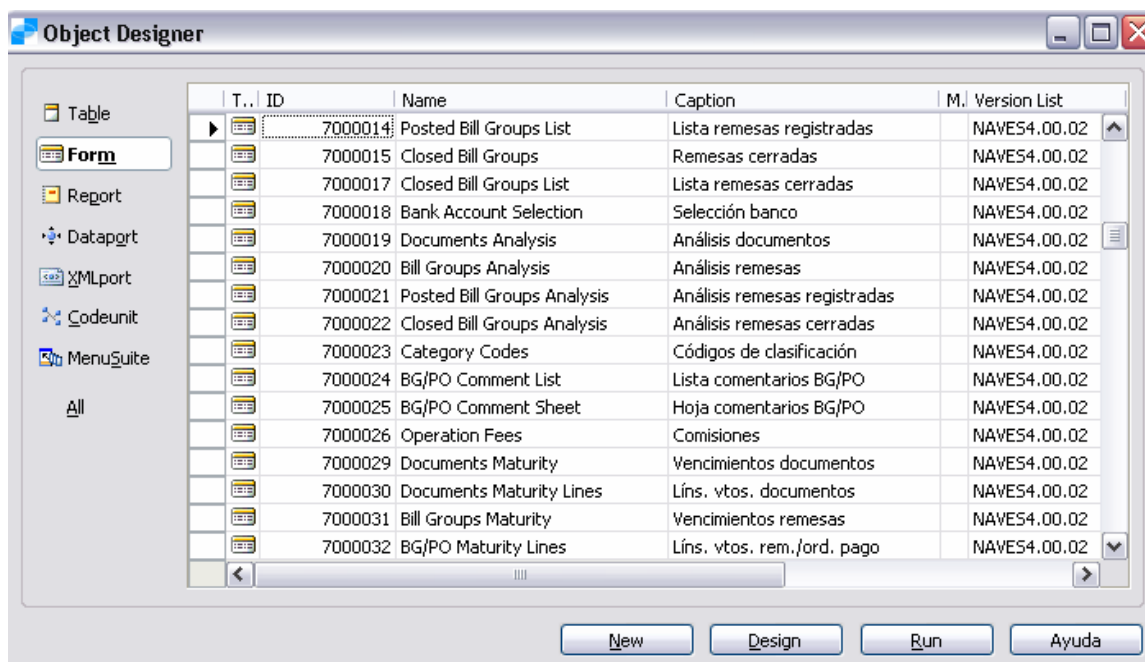 Object Designer
Table
Form
Report
Dataport
XMLport
Codeunit
MenuSuite
All
T.. ID Name Caption M. Version List
7000014 Posted Bill Groups List Lista remesas registradas NAVES4.00.02
7000015 Closed Bill Groups Remesas cerradas NAVES4.00.02
7000017 Closed Bill Groups List Lista remesas cerradas NAVES4.00.02
7000018 Bank Account Selection Selección banco NAVES4.00.02
7000019 Documents Analysis Análisis documentos NAVES4.00.02
7000020 Bill Groups Analysis Análisis remesas NAVES4.00.02
7000021 Posted Bill Groups Analysis Análisis remesas registradas NAVES4.00.02
7000022 Closed Bill Groups Analysis Análisis remesas cerradas NAVES4.00.02
7000023 Category Codes Códigos de clasificación NAVES4.00.02
7000024 BG/PO Comment List Lista comentarios BG/PO NAVES4.00.02
7000025 BG/PO Comment Sheet Hoja comentarios BG/PO NAVES4.00.02
7000026 Operation Fees Comisiones NAVES4.00.02
7000029 Documents Maturity Vencimientos documentos NAVES4.00.02
7000030 Documents Maturity Lines Líns. vtos. documentos NAVES4.00.02
7000031 Bill Groups Maturity Vencimientos remesas NAVES4.00.02
7000032 BG/PO Maturity Lines Líns. vtos. rem./ord. pago NAVES4.00.02
New Design Run Ayuda